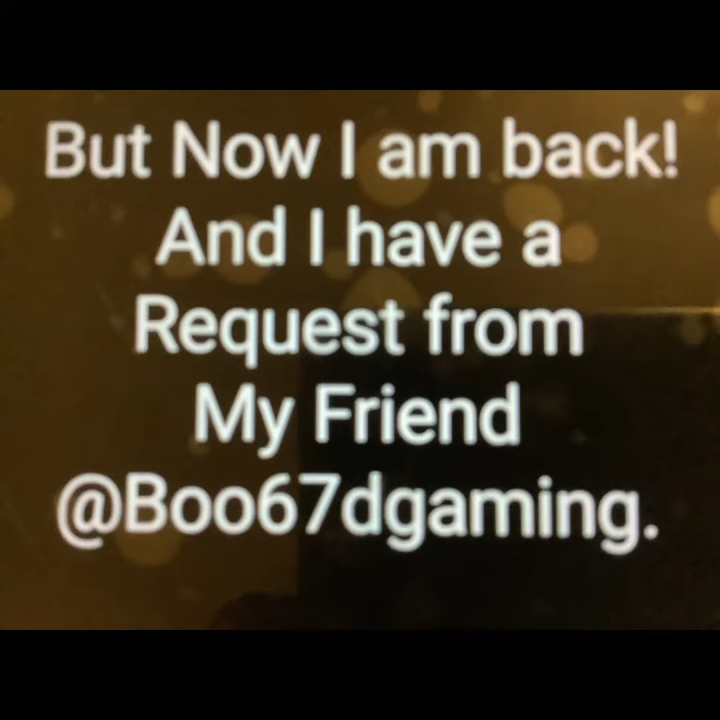 But Now I am back!
And I have a
Request from
My Friend
@Boo67dgaming.